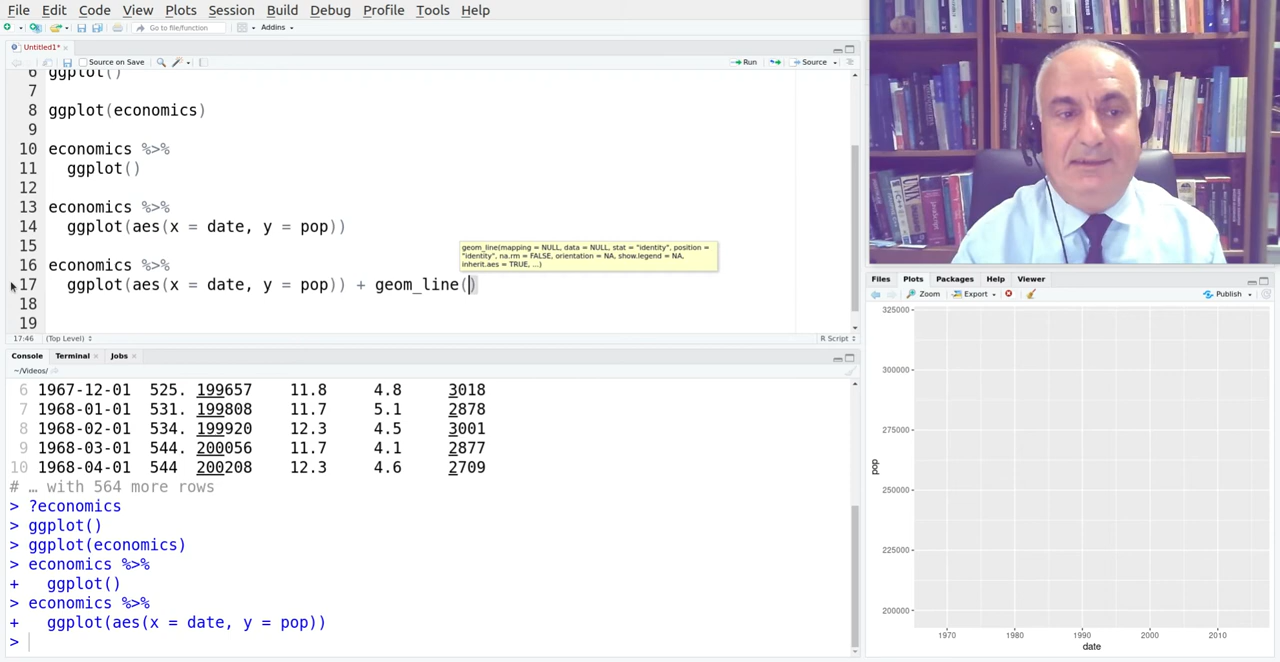 File Edit Code View Plots Session Build Debug Profile Tools Help
Go to file/function Addins
Untitled1*
Source on Save Run Source
6 ggplot()
7
8 ggplot(economics)
9
10 economics %>%
11 ggplot()
12
13 economics %>%
14 ggplot(aes(x = date, y = pop))
15
16 economics %>%
17 ggplot(aes(x = date, y = pop)) + geom_line()
18
19
geom_line(mapping = NULL, data = NULL, stat = "identity", position =
"identity", na.rm = FALSE, orientation = NA, show.legend = NA,
inherit.aes = TRUE, ...)
17:46 (Top Level) R Script
Console Terminal Jobs
~/Videos/
6 1967-12-01 525. 199657 11.8 4.8 3018
7 1968-01-01 531. 199808 11.7 5.1 2878
8 1968-02-01 534. 199920 12.3 4.5 3001
9 1968-03-01 544. 200056 11.7 4.1 2877
10 1968-04-01 544 200208 12.3 4.6 2709
# … with 564 more rows
> ?economics
> ggplot()
> ggplot(economics)
> economics %>%
+ ggplot()
> economics %>%
+ ggplot(aes(x = date, y = pop))
>
Files Plots Packages Help Viewer
Zoom Export Publish
325000
300000
275000
250000
225000
200000
pop
1970 1980 1990 2000 2010
date